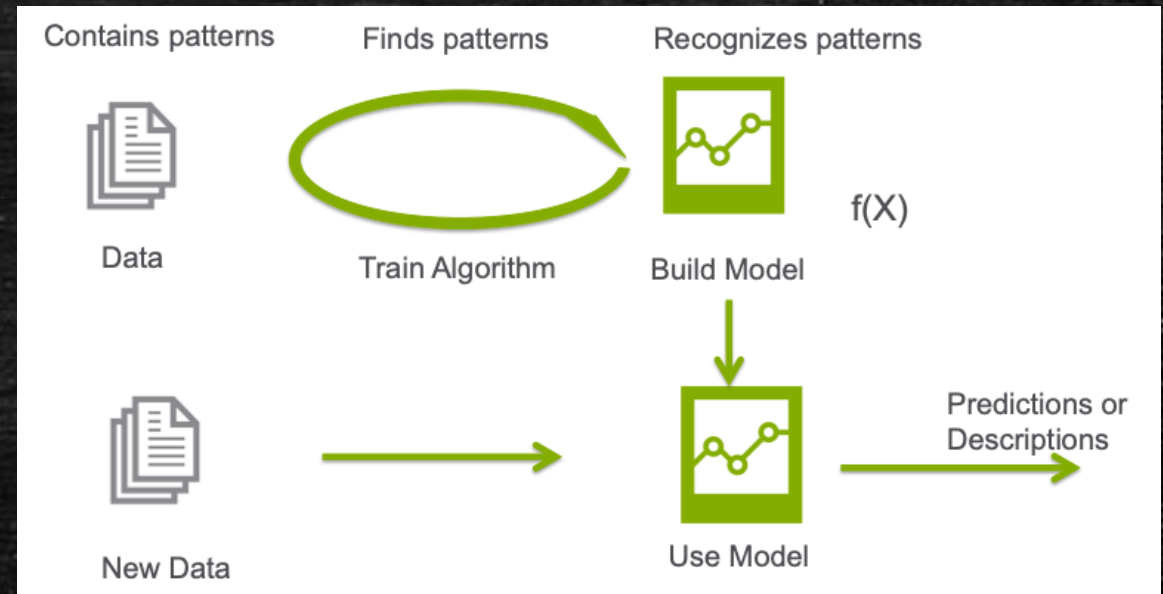 Contains patterns
Finds patterns
Recognizes patterns
f(X)
Data
Train Algorithm
Build Model
Predictions or
Descriptions
New Data
Use Model